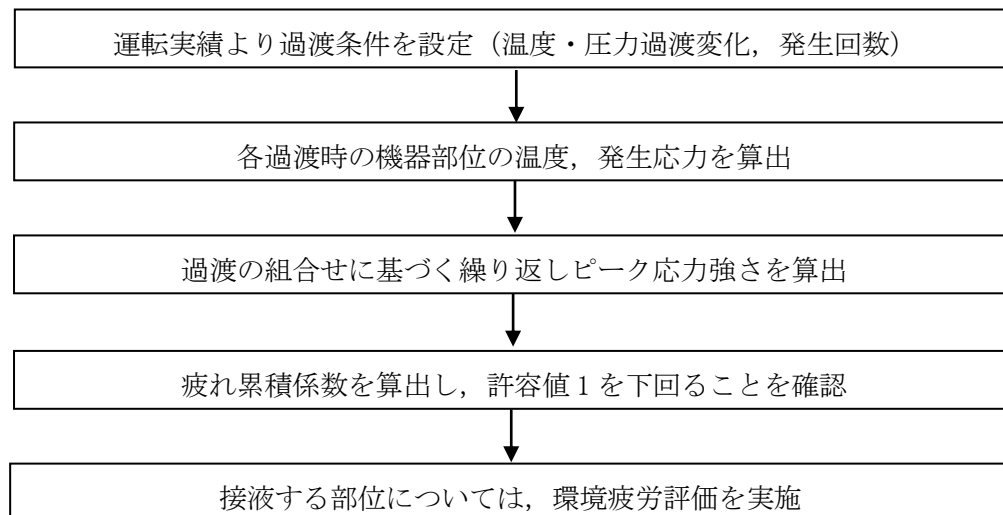 運転実績より過渡条件を設定（温度・圧力過渡変化，発生回数）
各過渡時の機器部位の温度，発生応力を算出
過渡の組合せに基づく繰り返しピーク応力強さを算出
疲れ累積係数を算出し，許容値１を下回ることを確認
接液する部位については，環境疲労評価を実施